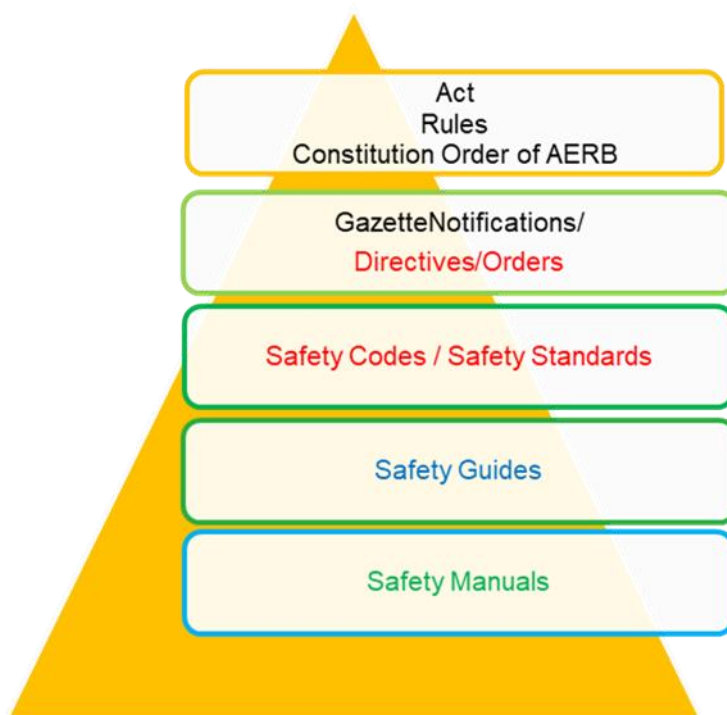 Act
Rules
Constitution Order of AERB
GazetteNotifications/
Directives/Orders
Safety Codes / Safety Standards
Safety Guides
Safety Manuals